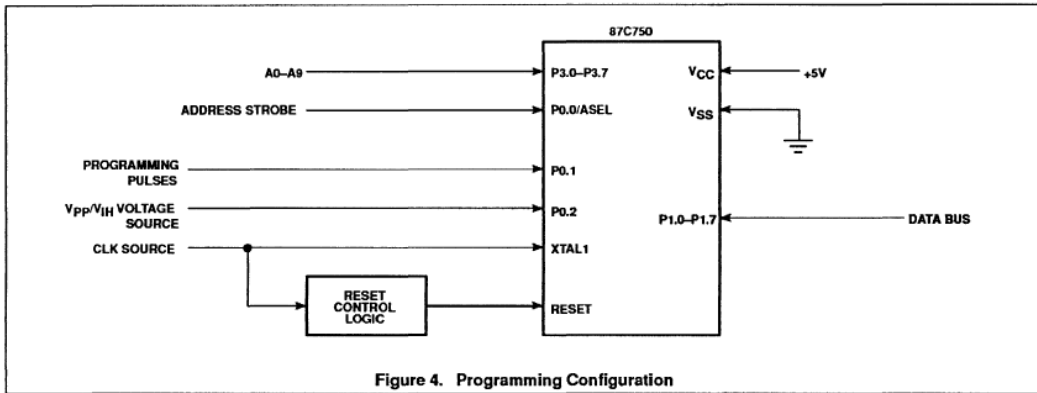 87C750
A0–A9
P3.0–P3.7
VCC
+5V
ADDRESS STROBE
P0.0/ASEL
VSS
PROGRAMMING
PULSES
P0.1
VPP/VIH VOLTAGE
SOURCE
P0.2
P1.0–P1.7
DATA BUS
CLK SOURCE
XTAL1
RESET
CONTROL
LOGIC
RESET
Figure 4. Programming Configuration